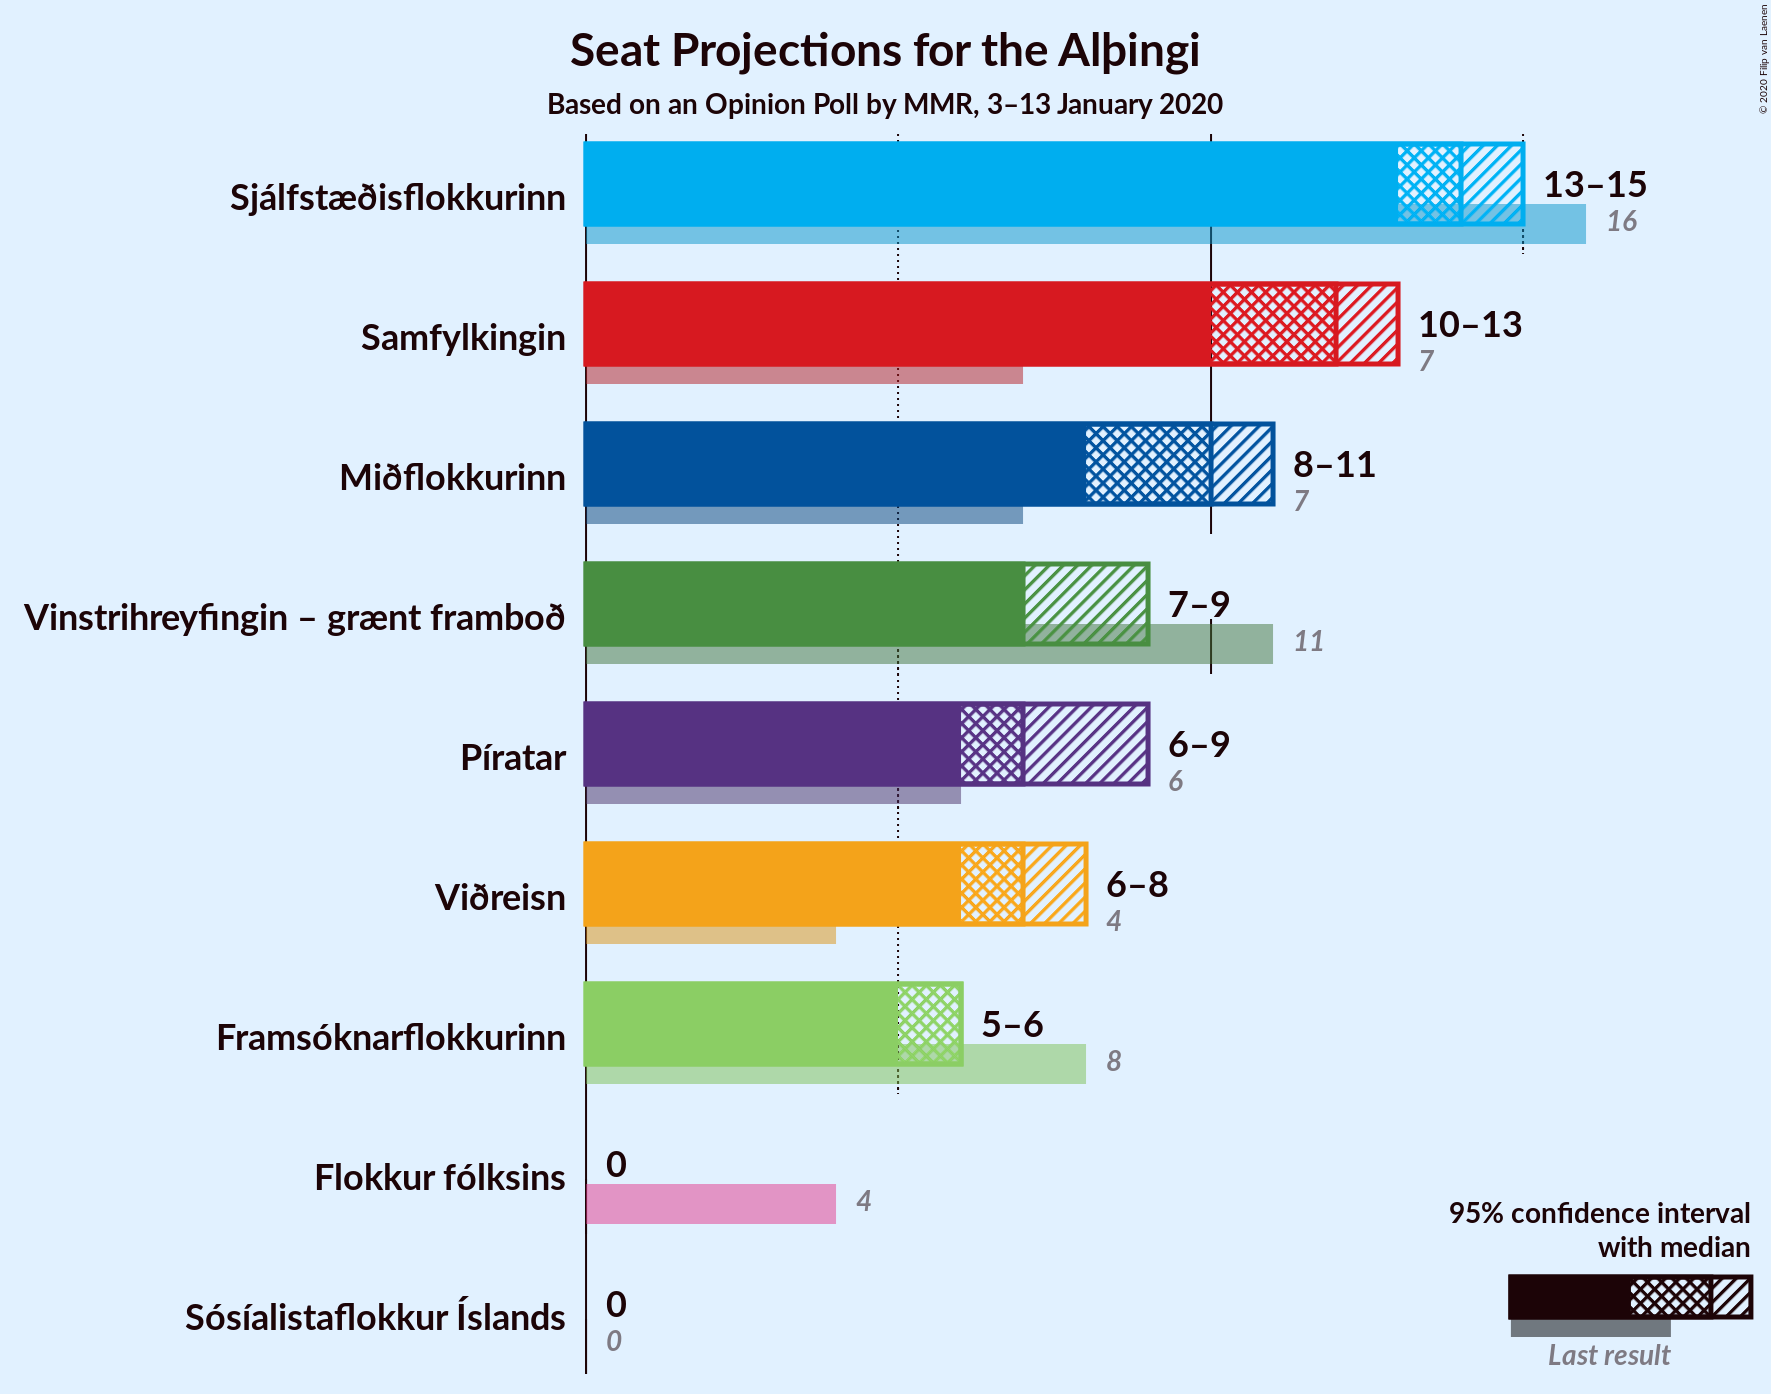 Seat Projections for the Alþingi
Based on an Opinion Poll by MMR, 3–13 January 2020
© 2020 Filip van Laenen
Sjálfstæðisflokkurinn
13–15
16
Samfylkingin
10–13
7
Miðflokkurinn
8–11
7
Vinstrihreyfingin – grænt framboð
7–9
11
Píratar
6–9
6
Viðreisn
6–8
4
Framsóknarflokkurinn
5–6
8
Flokkur fólksins
0
4
Sósíalistaflokkur Íslands
0
0
95% confidence interval
with median
Last result